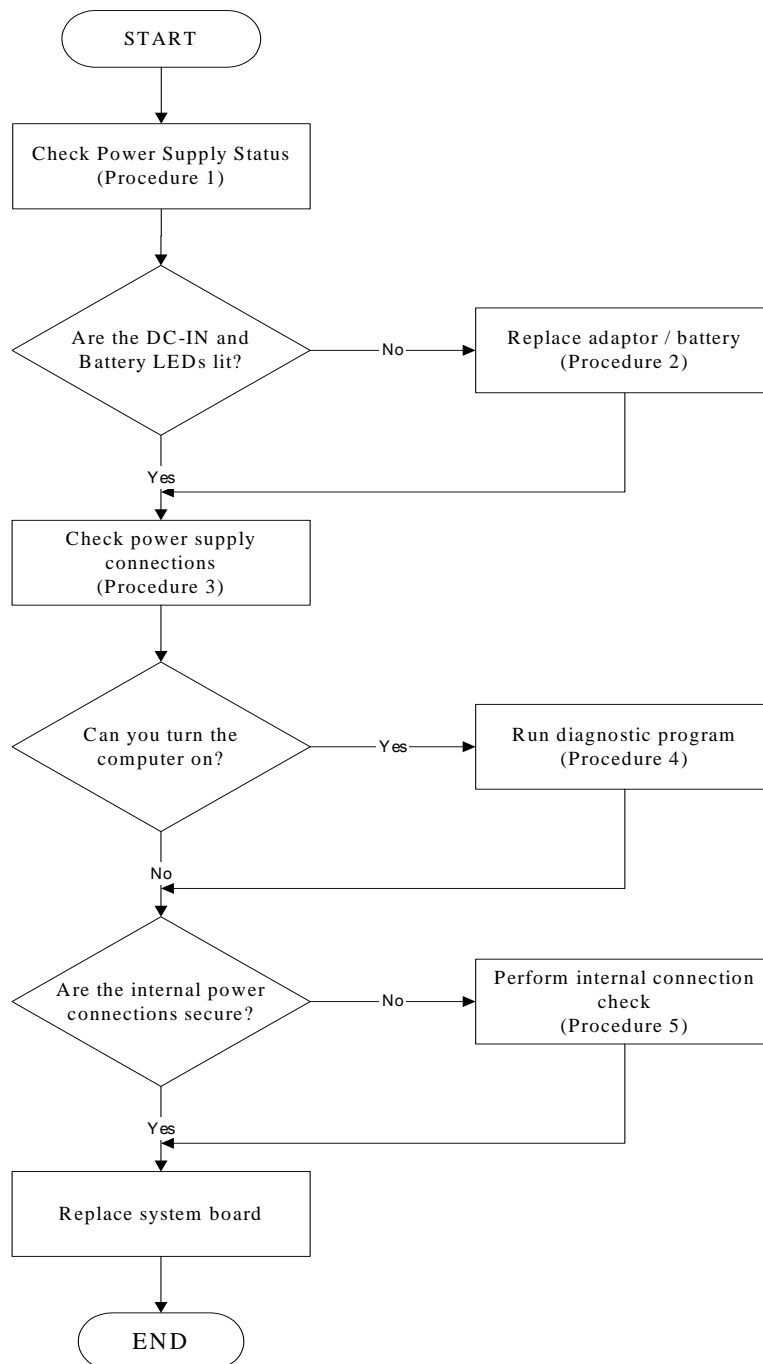 START
Check Power Supply Status
(Procedure 1)
Are the DC-IN and
Battery LEDs lit?
No
Replace adaptor / battery
(Procedure 2)
Yes
Check power supply
connections
(Procedure 3)
Can you turn the
computer on?
Yes
Run diagnostic program
(Procedure 4)
No
Are the internal power
connections secure?
No
Perform internal connection
check
(Procedure 5)
Yes
Replace system board
END